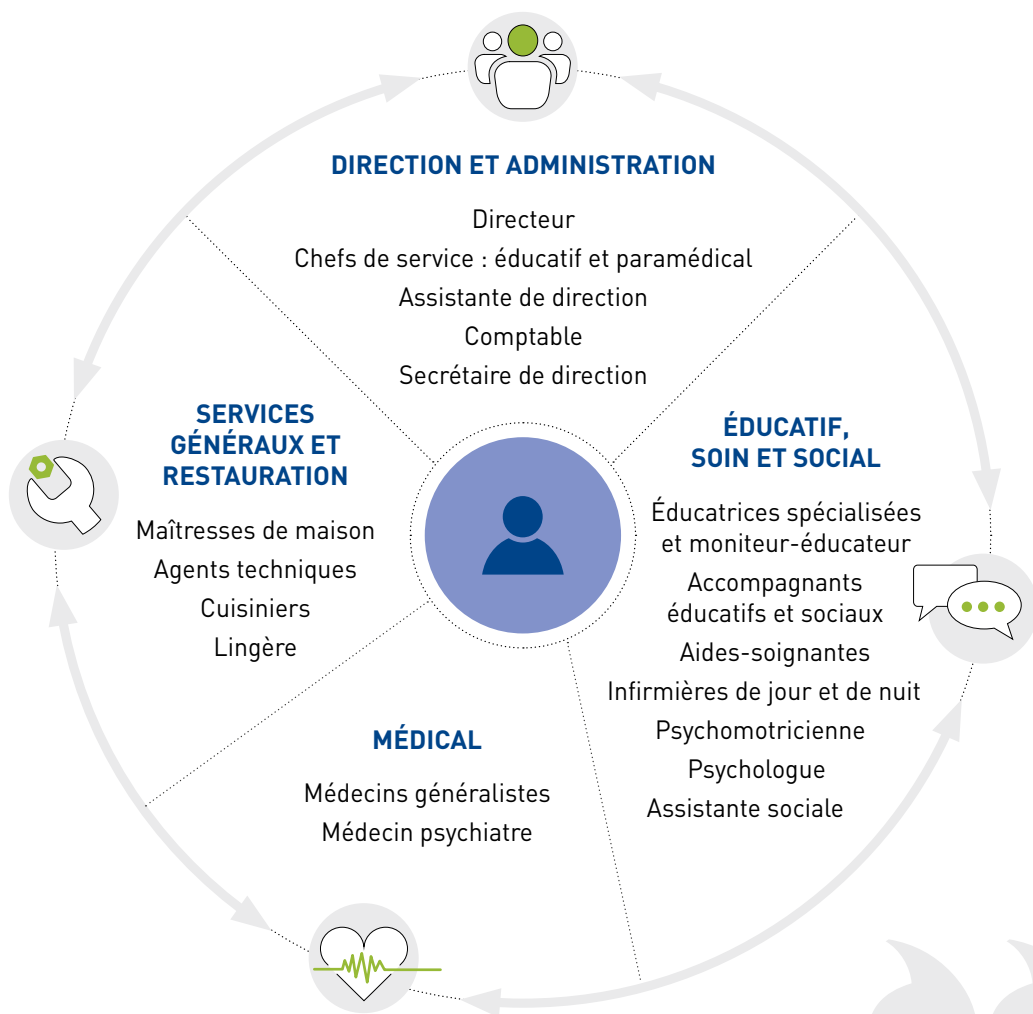 DIRECTION ET ADMINISTRATION
Directeur
Chefs de service : éducatif et paramédical
Assistante de direction
Comptable
Secrétaire de direction
SERVICES
GÉNÉRAUX ET
RESTAURATION
Maîtresses de maison
Agents techniques
Cuisiniers
Lingère
ÉDUCATIF,
SOIN ET SOCIAL
Éducatrices spécialisées
et moniteur-éducateur
Accompagnants
éducatifs et sociaux
Aides-soignantes
Infirmières de jour et de nuit
Psychomotricienne
Psychologue
Assistante sociale
MÉDICAL
Médecins généralistes
Médecin psychiatre